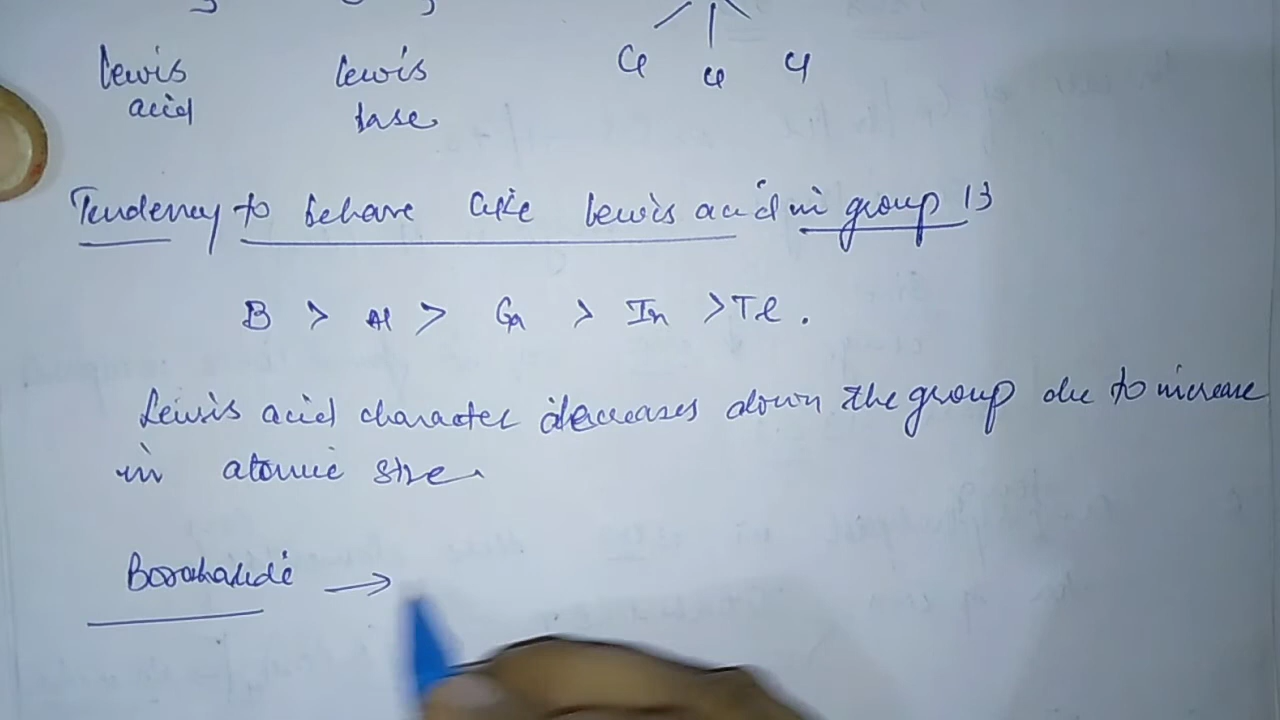 Cl Cl Cl
Lewis acid
Lewis base
Tendency to behave like Lewis acid in group 13
B > Al > Ga > In > Tl.
Lewis acid character decreases down the group due to increase
in atomic size
Boronhalide →